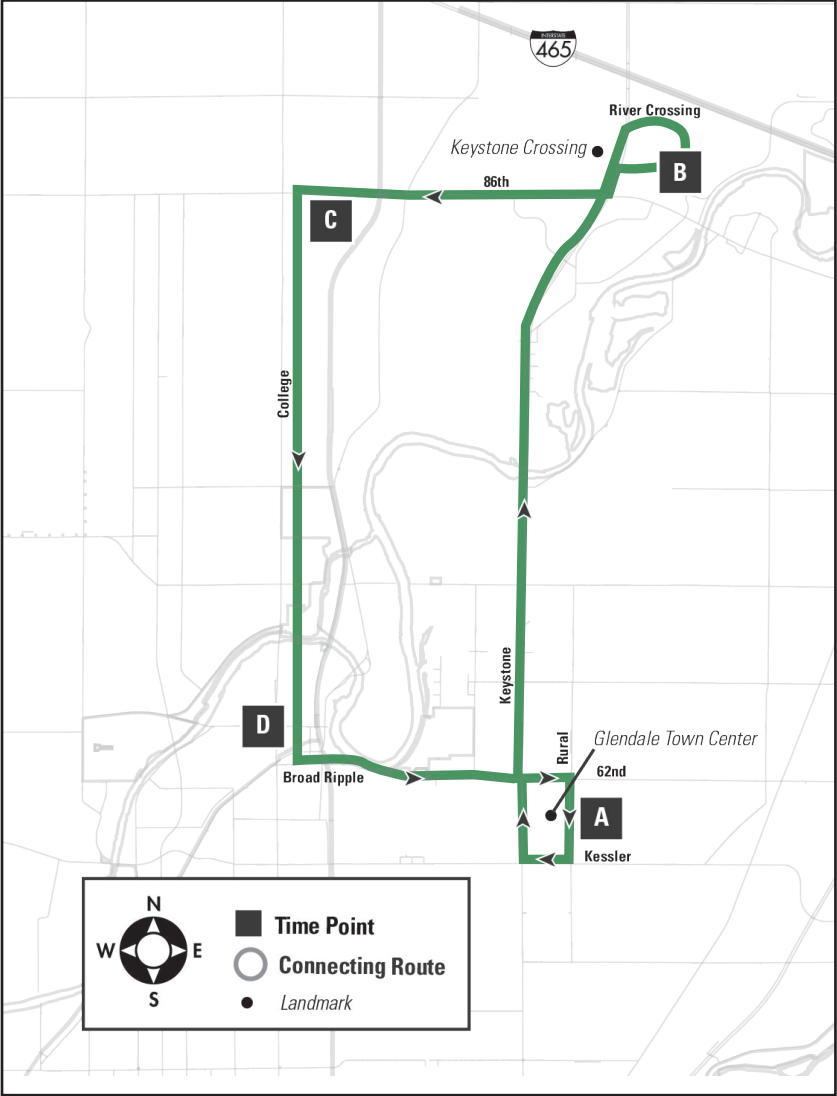 INTERSTATE
465
River Crossing
Keystone Crossing
B
86th
C
College
Keystone
D
Rural
Glendale Town Center
Broad Ripple
62nd
A
Kessler
N
W
E
S
Time Point
Connecting Route
Landmark